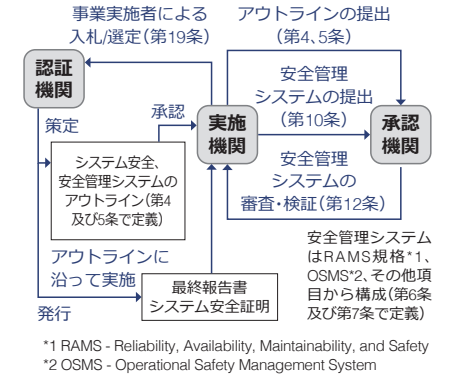 事業実施者による
入札/選定(第19条)
アウトラインの提出
(第4、5条)
認証
機関
安全管理
システムの提出
(第10条)
策定
承認
実施
機関
承認
機関
システム安全、
安全管理システムの
アウトライン(第4
及び5条で定義)
安全管理
システムの
審査・検証(第12条)
アウトラインに
沿って実施
発行
最終報告書
システム安全証明
安全管理システム
はRAMS規格*1、
OSMS*2、その他項
目から構成(第6条
及び第7条で定義)
*1 RAMS - Reliability, Availability, Maintainability, and Safety
*2 OSMS - Operational Safety Management System